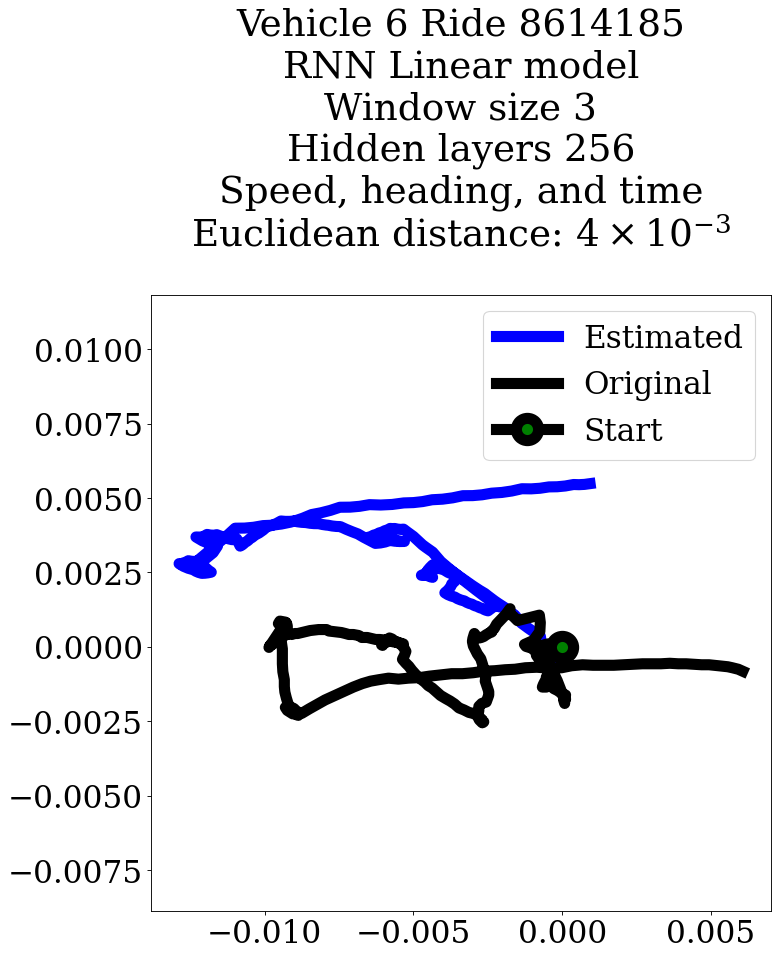 Vehicle 6 Ride 8614185
RNN Linear model
Window size 3
Hidden layers 256
Speed, heading, and time
Euclidean distance: 4 × 10⁻³
Estimated
Original
Start
0.0100
0.0075
0.0050
0.0025
0.0000
−0.0025
−0.0050
−0.0075
−0.010 −0.005 0.000 0.005